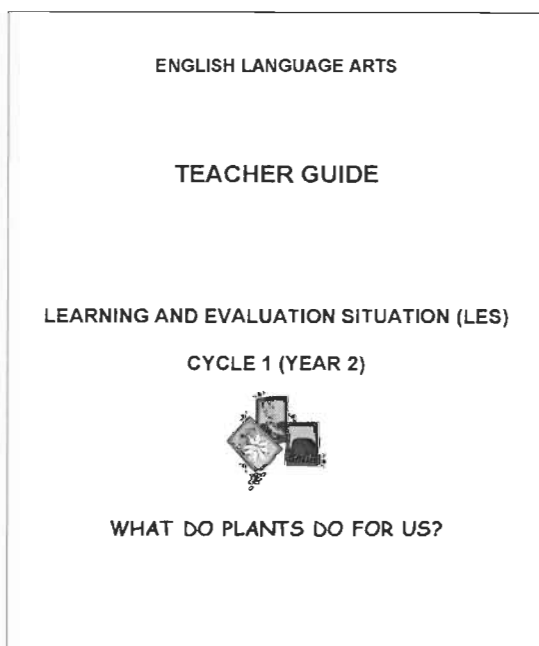 ENGLISH LANGUAGE ARTS
TEACHER GUIDE
LEARNING AND EVALUATION SITUATION (LES)
CYCLE 1 (YEAR 2)
WHAT DO PLANTS DO FOR US?